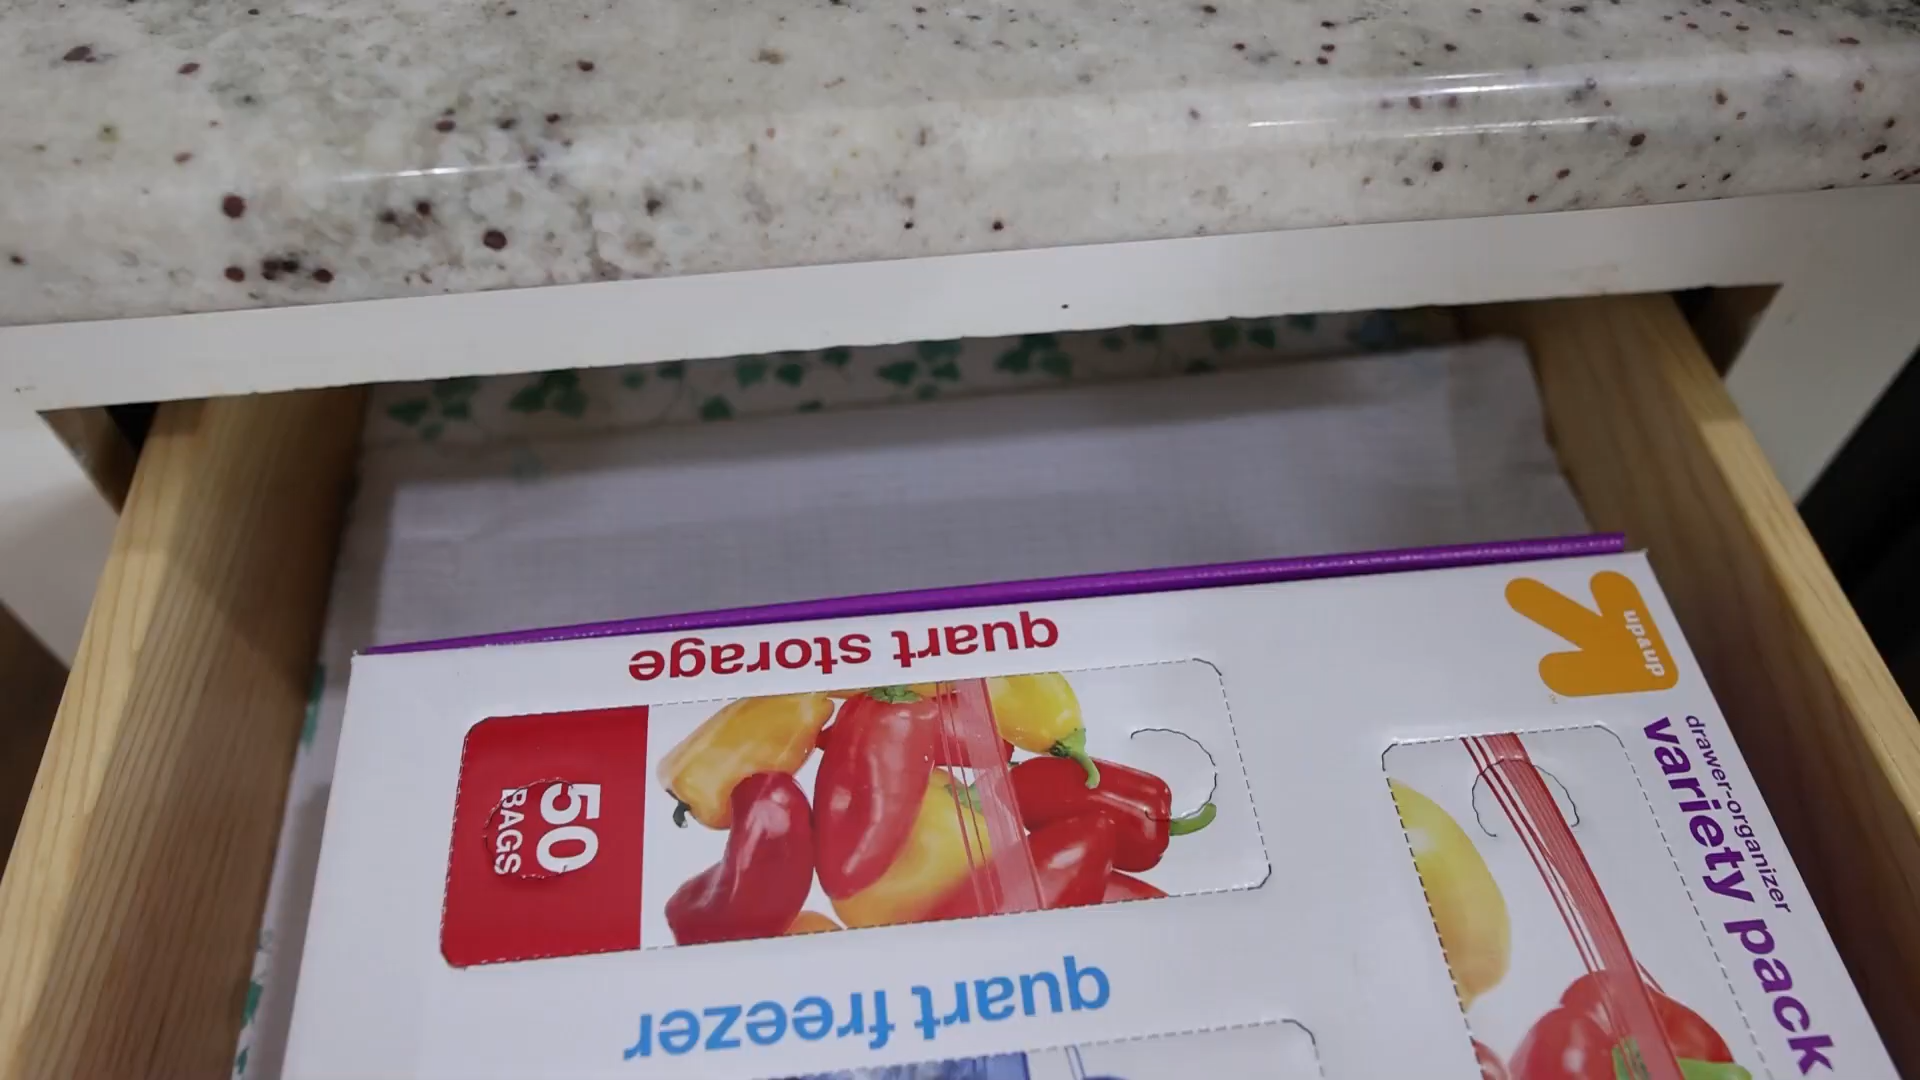 quart storage
50
BAGS
quart freezer
up&up
drawer-organizer
variety pack